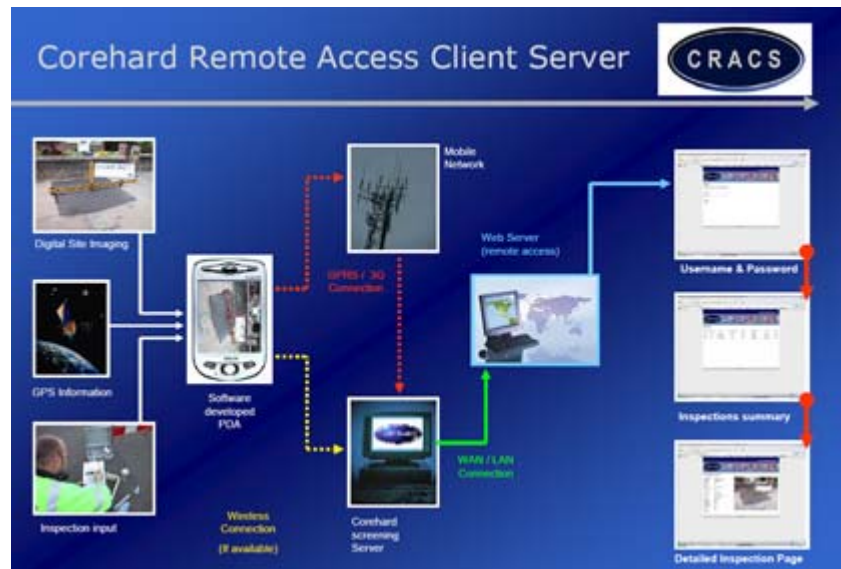 Corehard Remote Access Client Server
CRACS
Mobile
Network
Digital Site Imaging
GPRS / 3G
Connection
Web Server
(remote access)
Username & Password
GPS Information
Software
developed
PDA
Inspections summary
WAN / LAN
Connection
Inspection input
Wireless
Connection
(If available)
Corehard
screening
Server
Detailed Inspection Page